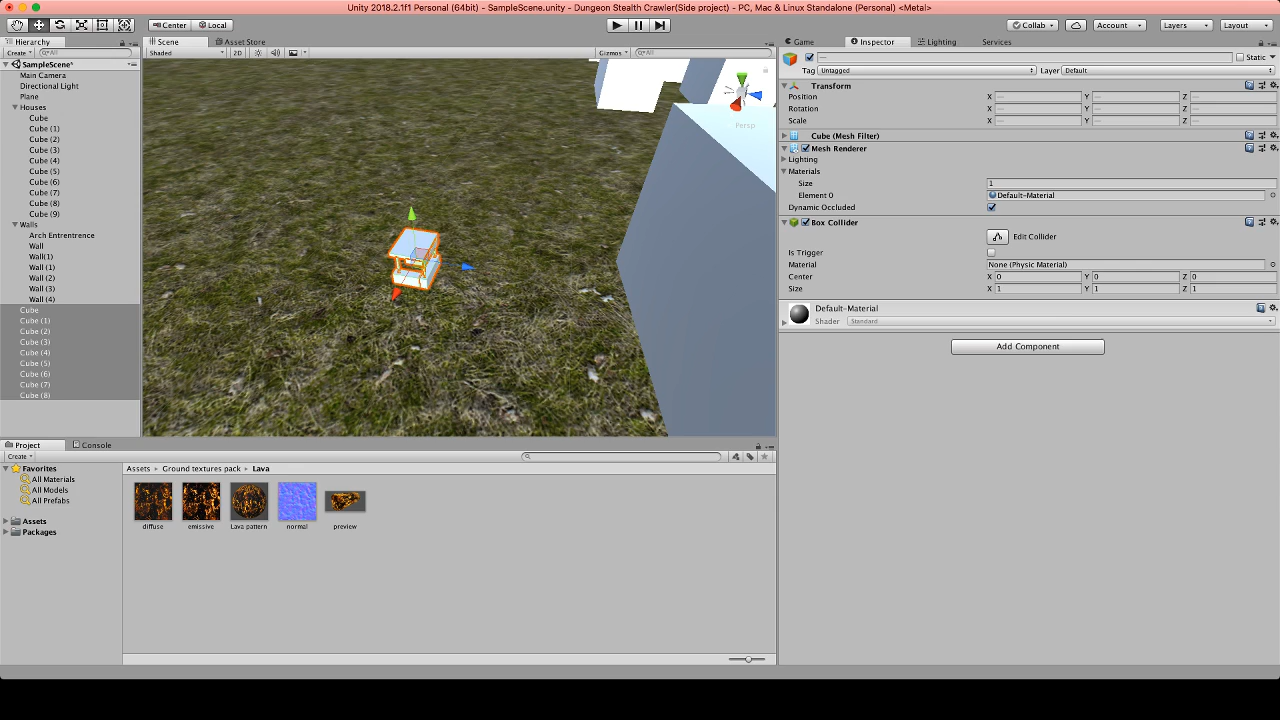 Unity 2018.2.1f1 Personal (64bit) - SampleScene.unity - Dungeon Stealth Crawler(Side project) - PC, Mac & Linux Standalone (Personal) <Metal>
Center Local Collab Account Layers Layout
Hierarchy
Create All
SampleScene*
Main Camera
Directional Light
Plane
Houses
Cube
Cube (1)
Cube (2)
Cube (3)
Cube (4)
Cube (5)
Cube (6)
Cube (7)
Cube (8)
Cube (9)
Walls
Arch Entrentrence
Wall
Wall(1)
Wall (1)
Wall (2)
Wall (3)
Wall (4)
Cube
Cube (1)
Cube (2)
Cube (3)
Cube (4)
Cube (5)
Cube (6)
Cube (7)
Cube (8)
Scene Asset Store
Shaded 2D Gizmos All
Persp
Game Inspector Lighting Services
— Static
Tag Untagged Layer Default
Transform
Position X — Y — Z —
Rotation X — Y — Z —
Scale X — Y — Z —
Cube (Mesh Filter)
Mesh Renderer
Lighting
Materials
Size 1
Element 0 Default-Material
Dynamic Occluded
Box Collider
Edit Collider
Is Trigger
Material None (Physic Material)
Center X 0 Y 0 Z 0
Size X 1 Y 1 Z 1
Default-Material
Shader Standard
Add Component
Project Console
Create
Favorites
All Materials
All Models
All Prefabs
Assets
Packages
Assets Ground textures pack Lava
diffuse emissive Lava pattern normal preview